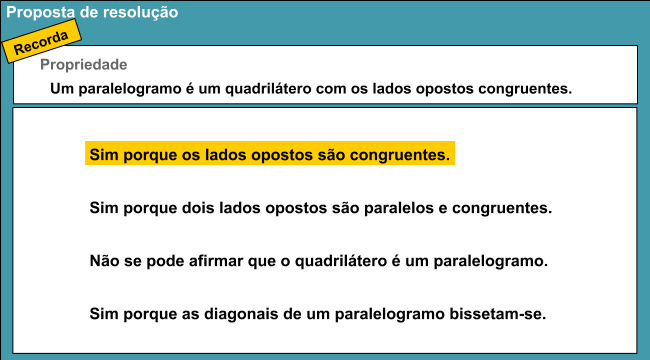 Proposta de resolução
Recorda
Propriedade
Um paralelogramo é um quadrilátero com os lados opostos congruentes.
Sim porque os lados opostos são congruentes.
Sim porque dois lados opostos são paralelos e congruentes.
Não se pode afirmar que o quadrilátero é um paralelogramo.
Sim porque as diagonais de um paralelogramo bissetam-se.